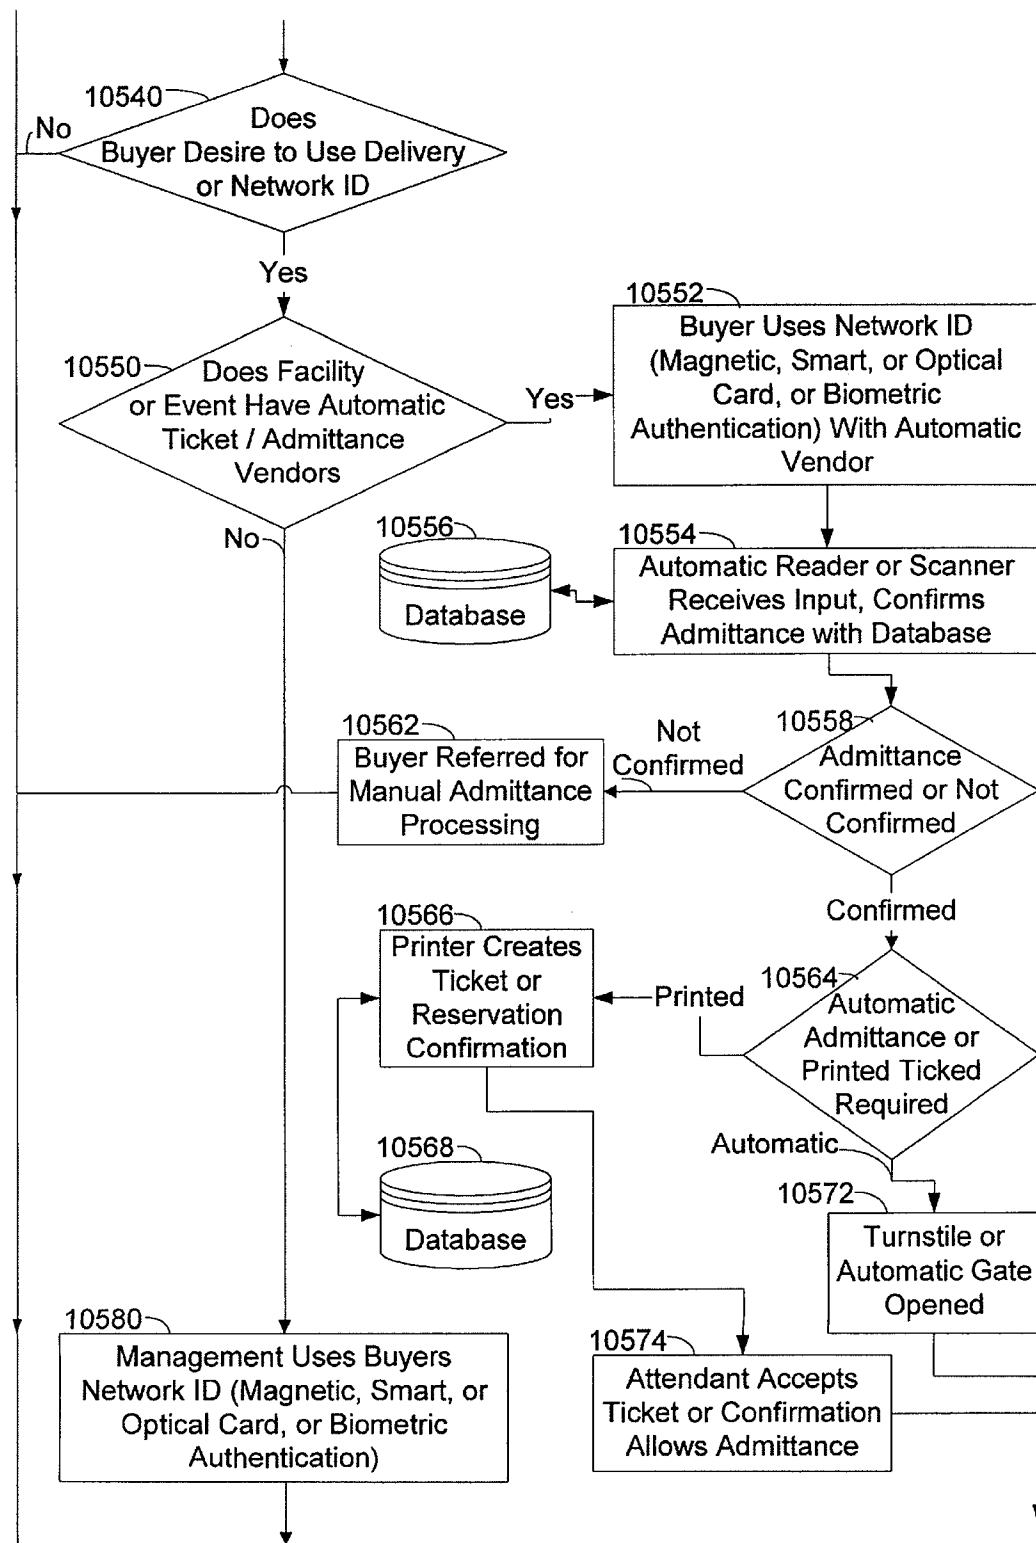 10540
No
Does
Buyer Desire to Use Delivery
or Network ID
Yes
10550
Does Facility
or Event Have Automatic
Ticket / Admittance
Vendors
Yes
10552
Buyer Uses Network ID
(Magnetic, Smart, or Optical
Card, or Biometric
Authentication) With Automatic
Vendor
No
10556
Database
10554
Automatic Reader or Scanner
Receives Input, Confirms
Admittance with Database
10558
Admittance
Confirmed or Not
Confirmed
Not
Confirmed
10562
Buyer Referred for
Manual Admittance
Processing
Confirmed
10564
Automatic
Admittance or
Printed Ticked
Required
Printed
10566
Printer Creates
Ticket or
Reservation
Confirmation
10568
Database
Automatic
10572
Turnstile or
Automatic Gate
Opened
10574
Attendant Accepts
Ticket or Confirmation
Allows Admittance
10580
Management Uses Buyers
Network ID (Magnetic, Smart, or
Optical Card, or Biometric
Authentication)